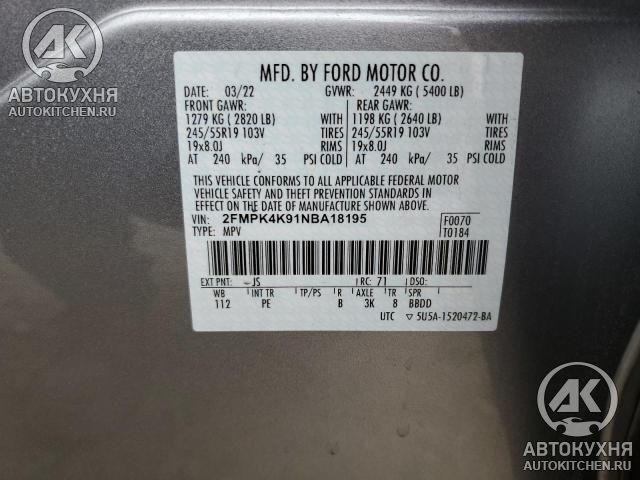 MFD. BY FORD MOTOR CO.
DATE: 03/22 GVWR: 2449 KG ( 5400 LB)
FRONT GAWR: REAR GAWR:
1279 KG ( 2820 LB) WITH 1198 KG ( 2640 LB) WITH
245/55R19 103V TIRES 245/55R19 103V TIRES
19x8.0J RIMS 19x8.0J RIMS
AT 240 kPa/ 35 PSI COLD AT 240 kPa/ 35 PSI COLD
THIS VEHICLE CONFORMS TO ALL APPLICABLE FEDERAL MOTOR
VEHICLE SAFETY AND THEFT PREVENTION STANDARDS IN
EFFECT ON THE DATE OF MANUFACTURE SHOWN ABOVE.
VIN: 2FMPK4K91NBA18195 F0070
TYPE: MPV T0184
EXT PNT: JS RC: 71 DSO:
WB INT TR TP/PS R AXLE TR SPR
112 PE B 3K 8 BBDD
UTC 5U5A-1520472-BA
АК
АВТОКУХНЯ
AUTOKITCHEN.RU
АК
АВТОКУХНЯ
AUTOKITCHEN.RU